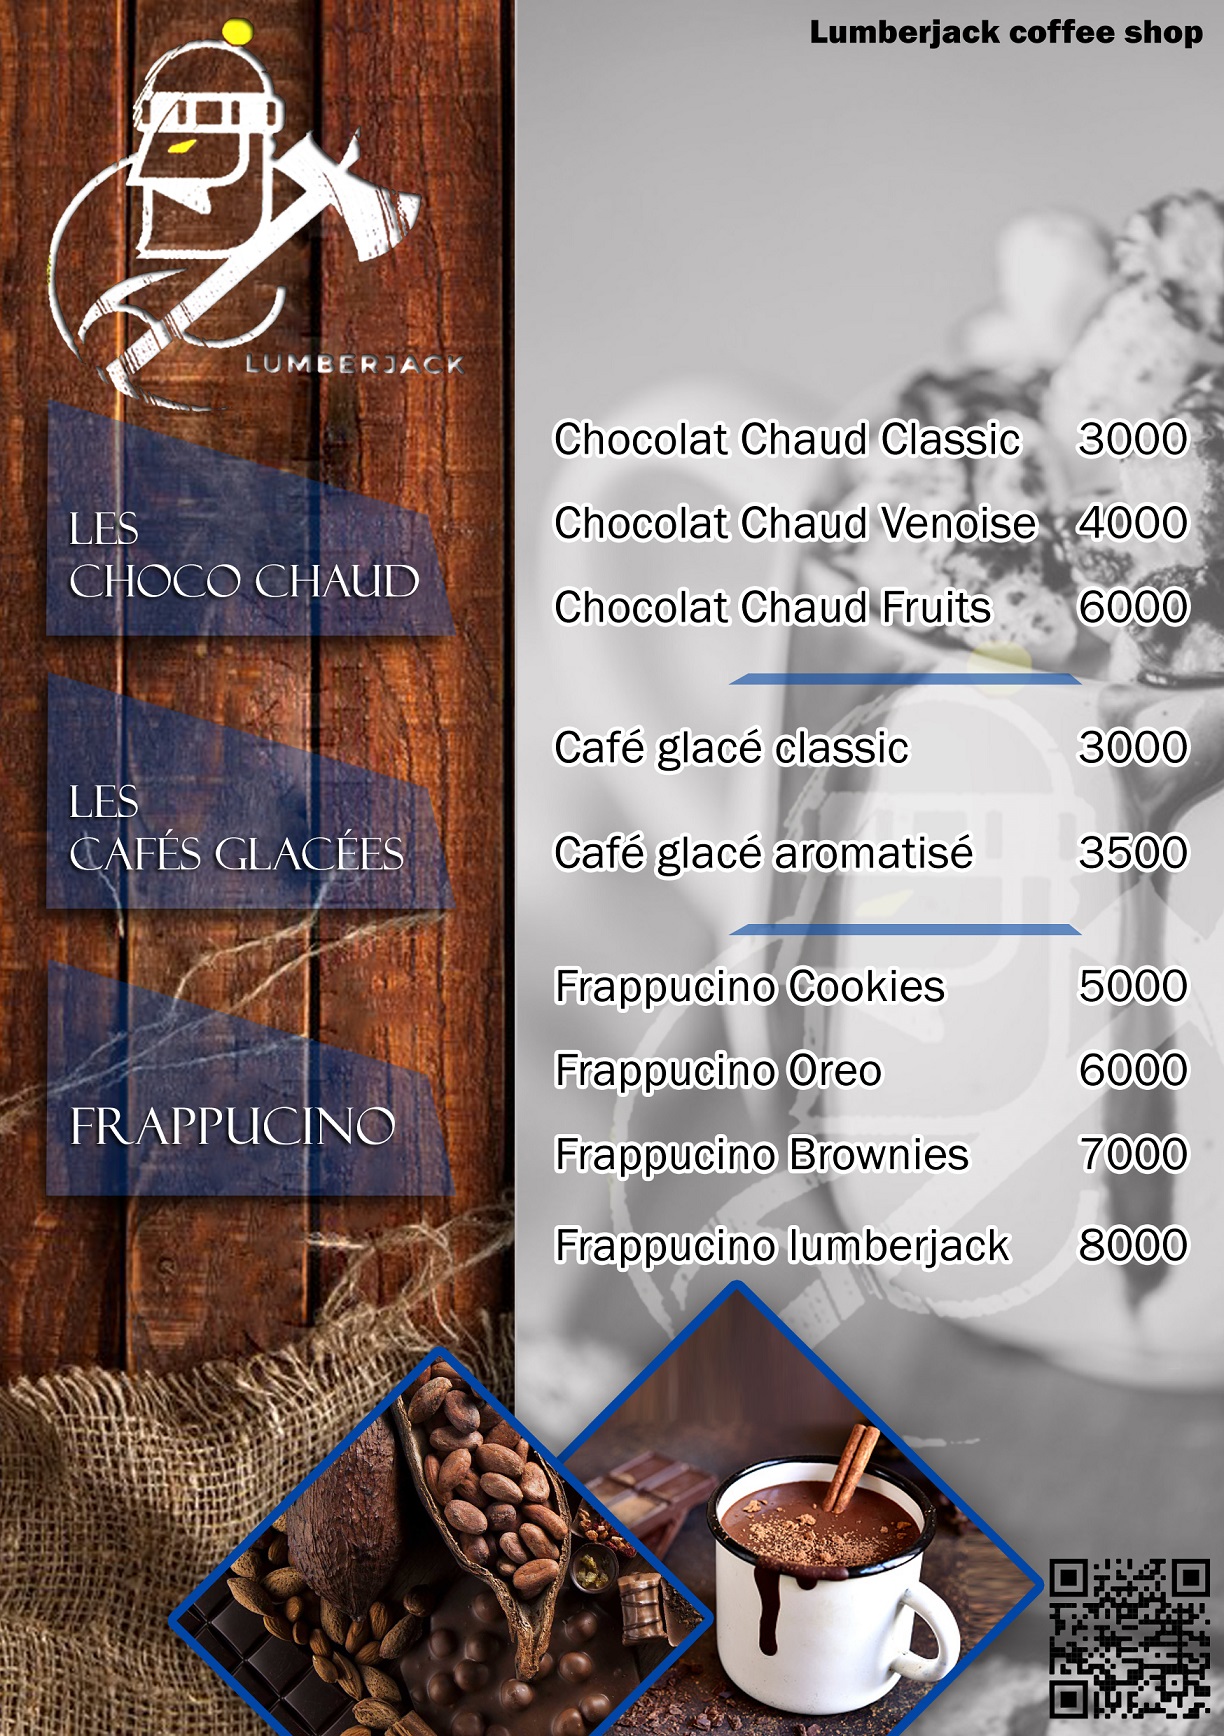 Lumberjack coffee shop
LUMBERJACK
LES
CHOCO CHAUD
Chocolat Chaud Classic 3000
Chocolat Chaud Venoise 4000
Chocolat Chaud Fruits 6000
LES
CAFÉS GLACÉES
Café glacé classic 3000
Café glacé aromatisé 3500
FRAPPUCINO
Frappucino Cookies 5000
Frappucino Oreo 6000
Frappucino Brownies 7000
Frappucino lumberjack 8000